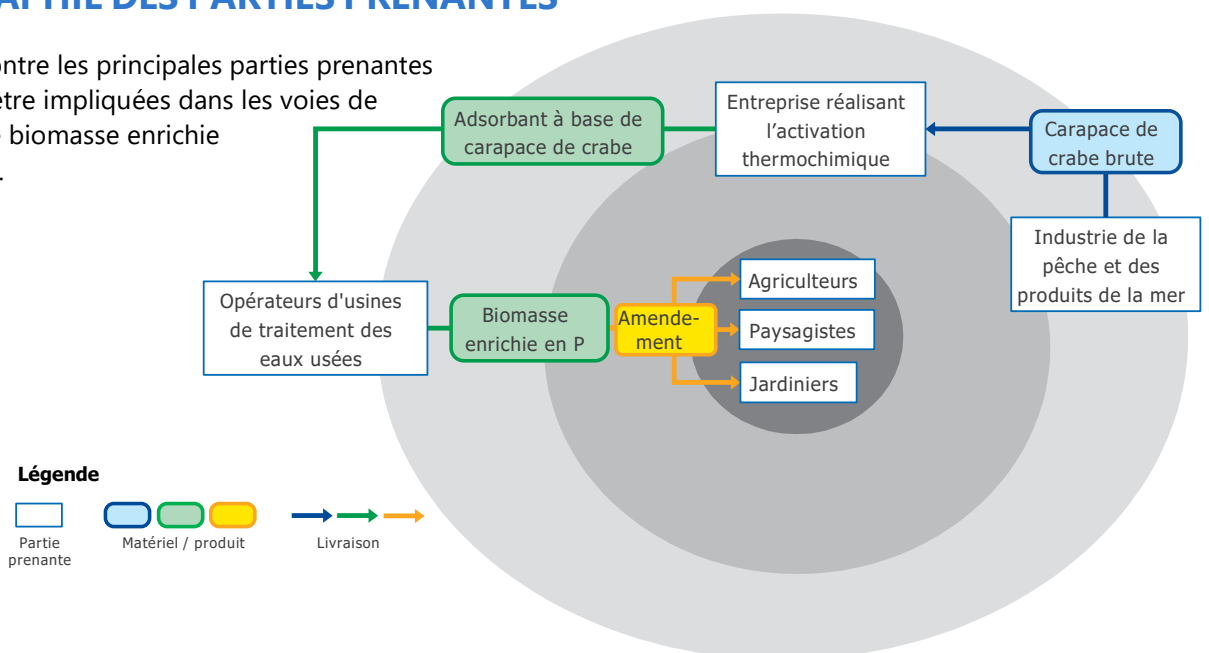 DES PARTIES PRENANTES
les principales parties prenantes
être impliquées dans les voies de
biomasse enrichie
.
Adsorbant à base de
carapace de crabe
Entreprise réalisant
l'activation
thermochimique
Carapace de
crabe brute
Industrie de la
pêche et des
produits de la mer
Opérateurs d'usines
de traitement des
eaux usées
Biomasse
enrichie en P
Amende-
ment
Agriculteurs
Paysagistes
Jardiniers
Légende
Partie
prenante
Matériel / produit
Livraison